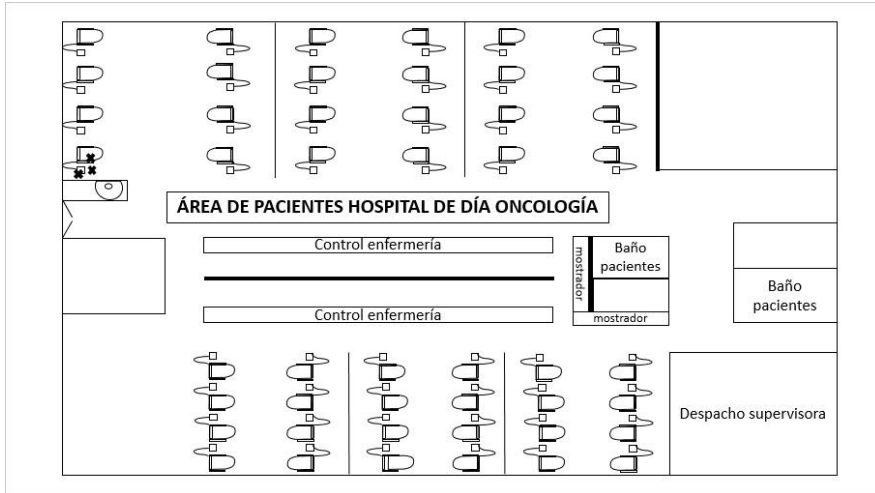 ÁREA DE PACIENTES HOSPITAL DE DÍA ONCOLOGÍA
Control enfermería
mostrador
Baño
pacientes
Baño
pacientes
Control enfermería
mostrador
Despacho supervisora